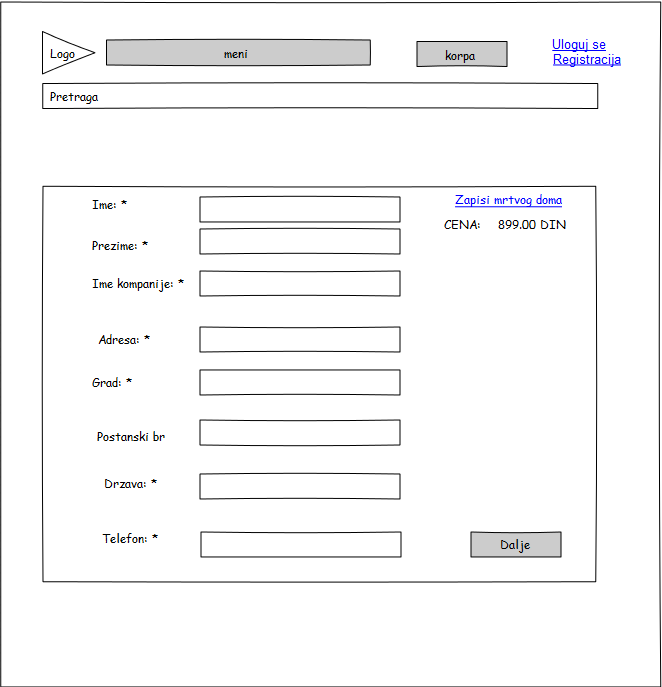 Logo
meni
korpa
Uloguj se
Registracija
Pretraga
Ime: *
Zapisi mrtvog doma
CENA: 899.00 DIN
Prezime: *
Ime kompanije: *
Adresa: *
Grad: *
Postanski br
Drzava: *
Telefon: *
Dalje